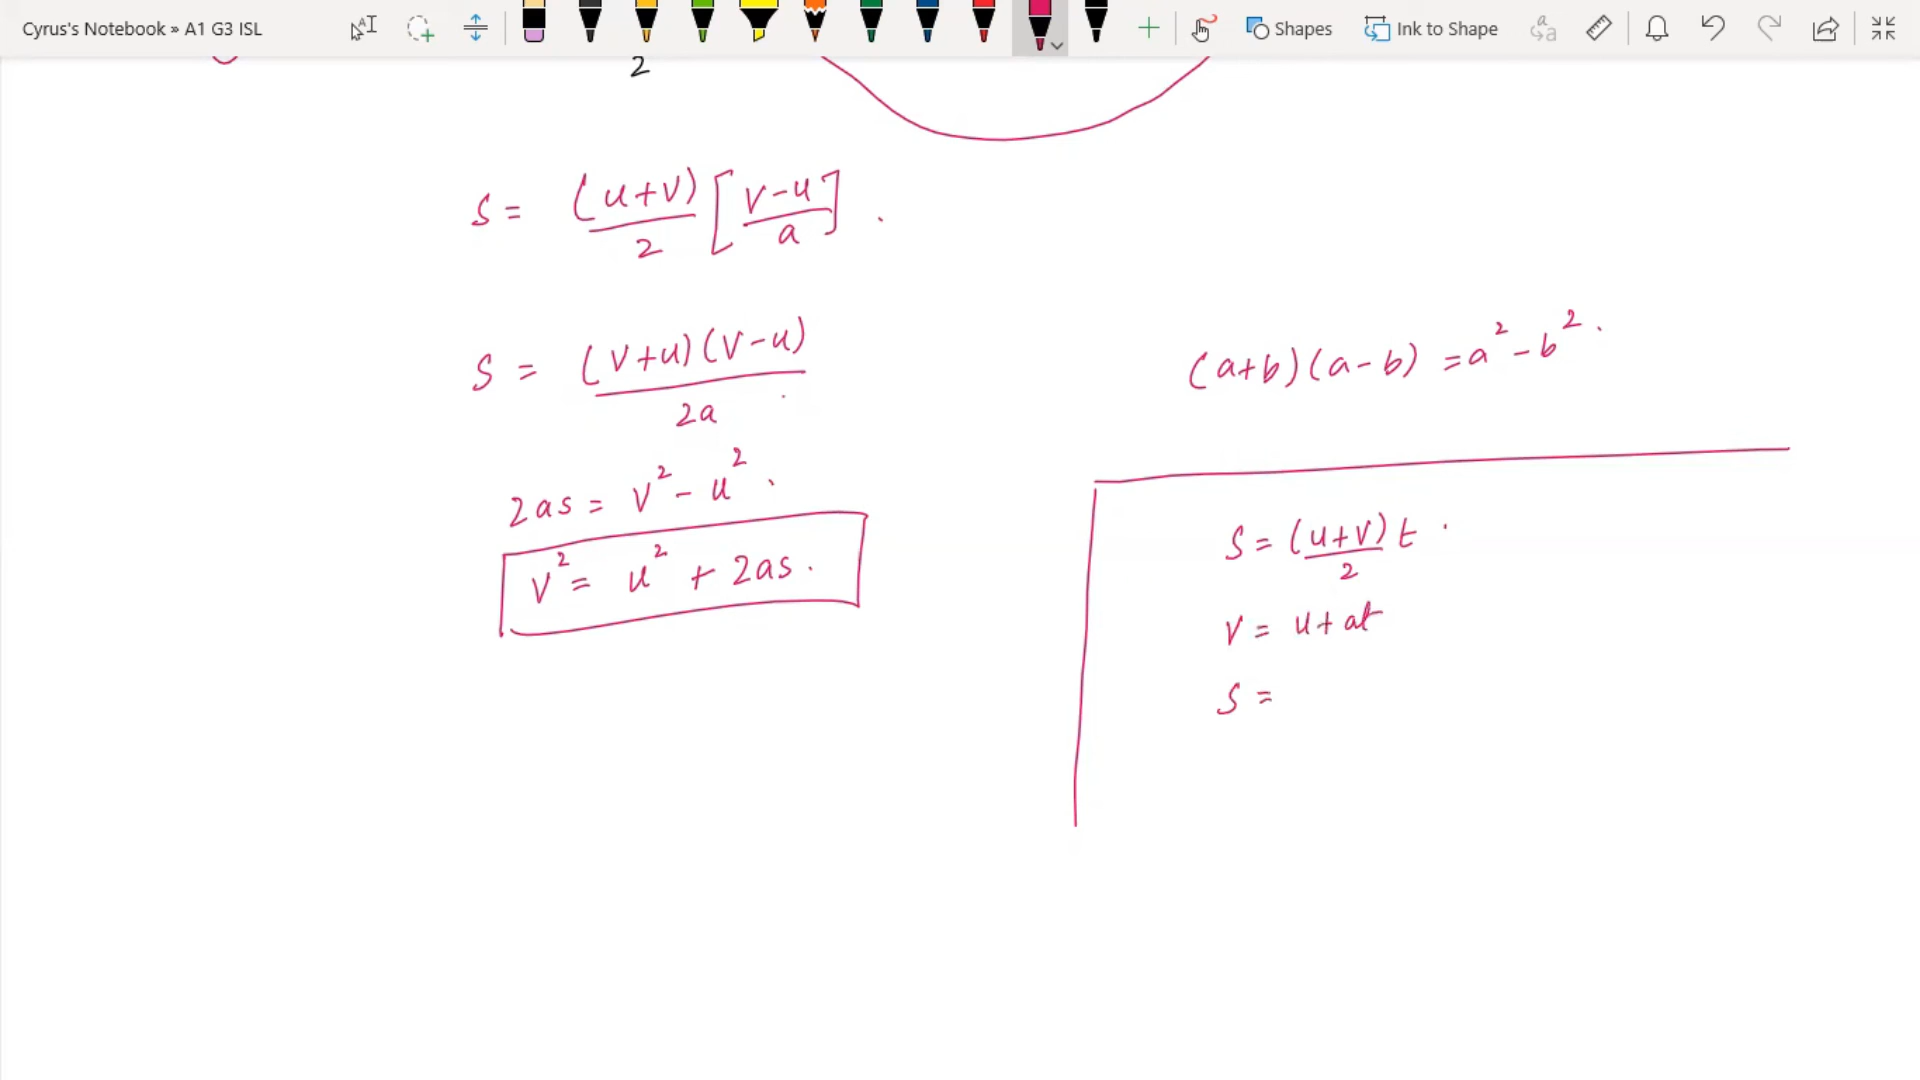 Cyrus's Notebook » A1 G3 ISL
Shapes
Ink to Shape
2
S = (u+v)/2 [v-u/a] .
S = (v+u)(v-u)/2a
2as = v² - u² .
v² = u² + 2as .
(a+b)(a-b) = a² - b² .
S = (u+v)/2 t .
v = u + at
S =